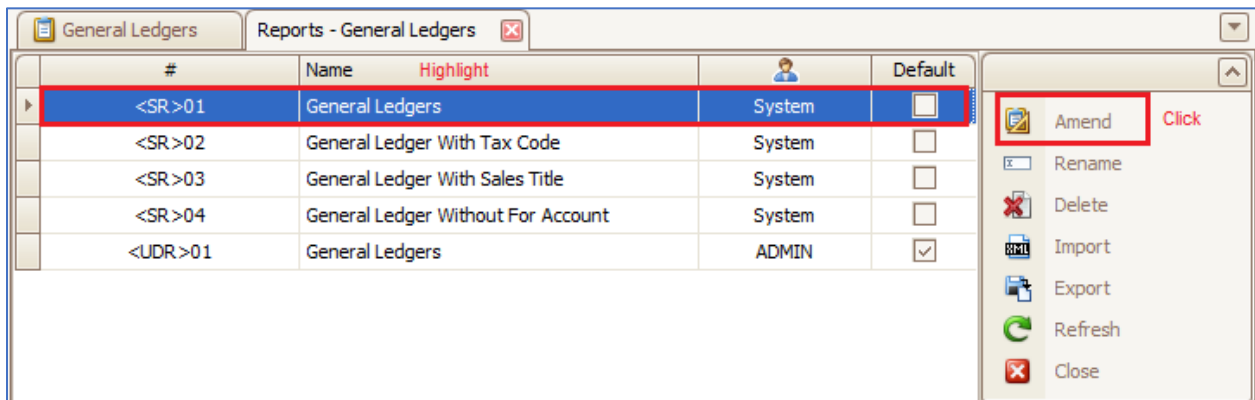 General Ledgers
Reports - General Ledgers
# Name Highlight Default
<SR>01 General Ledgers System
<SR>02 General Ledger With Tax Code System
<SR>03 General Ledger With Sales Title System
<SR>04 General Ledger Without For Account System
<UDR>01 General Ledgers ADMIN
Amend Click
Rename
Delete
XML Import
Export
Refresh
Close